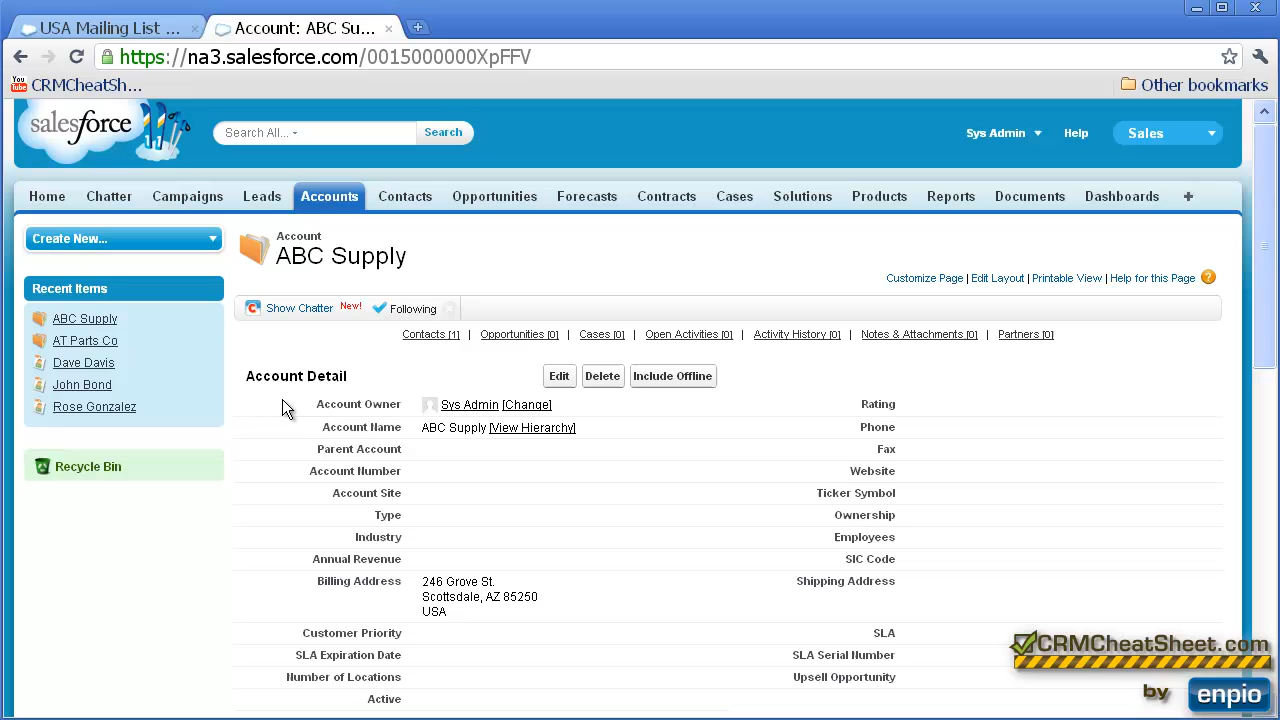 USA Mailing List ...
Account: ABC Su...
https://na3.salesforce.com/0015000000XpFFV
You Tube CRMCheatSh...
Other bookmarks
salesforce
Search All...
Search
Sys Admin
Help
Sales
Home Chatter Campaigns Leads Accounts Contacts Opportunities Forecasts Contracts Cases Solutions Products Reports Documents Dashboards +
Create New...
Account
ABC Supply
Customize Page | Edit Layout | Printable View | Help for this Page ?
Recent Items
ABC Supply
AT Parts Co
Dave Davis
John Bond
Rose Gonzalez
Recycle Bin
Show Chatter New! Following
Contacts [1] | Opportunities [0] | Cases [0] | Open Activities [0] | Activity History [0] | Notes & Attachments [0] | Partners [0]
Account Detail Edit Delete Include Offline
Account Owner Sys Admin [Change] Rating
Account Name ABC Supply [View Hierarchy] Phone
Parent Account Fax
Account Number Website
Account Site Ticker Symbol
Type Ownership
Industry Employees
Annual Revenue SIC Code
Billing Address 246 Grove St. Shipping Address
Scottsdale, AZ 85250
USA
Customer Priority SLA
SLA Expiration Date SLA Serial Number
Number of Locations Upsell Opportunity
Active
CRMCheatSheet.com
by enpio